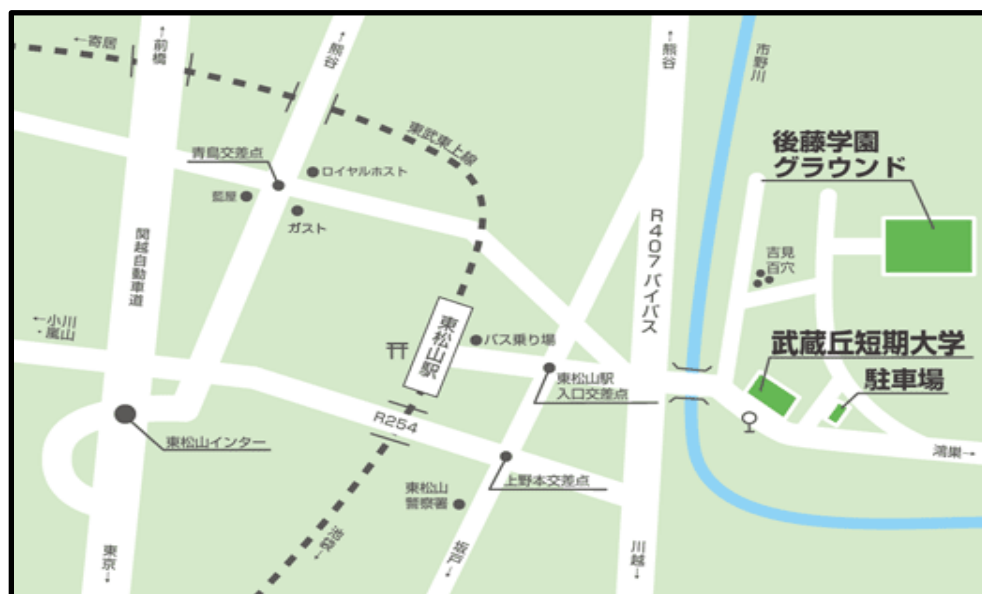 ←寄居
←前橋
←熊谷
←熊谷
市野川
東武東上線
後藤学園
グラウンド
青鳥交差点
ロイヤルホスト
藍屋
ガスト
関越自動車道
R407 バイパス
吉見
百穴
←小川
・嵐山
東松山駅
バス乗り場
武蔵丘短期大学
駐車場
東松山駅
入口交差点
東松山インター
R254
鴻巣→
上野本交差点
東松山
警察署
東京→
池袋→
坂戸→
川越→